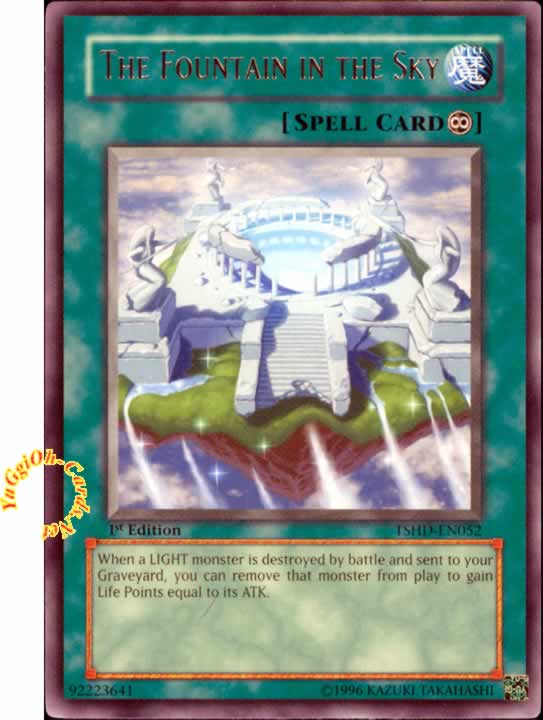 THE FOUNTAIN IN THE SKY 魔
[SPELL CARD♾]
YuGgiOh-Cards.Net
1st Edition TSHD-EN052
When a LIGHT monster is destroyed by battle and sent to your
Graveyard, you can remove that monster from play to gain
Life Points equal to its ATK.
92223641 ©1996 KAZUKI TAKAHASHI